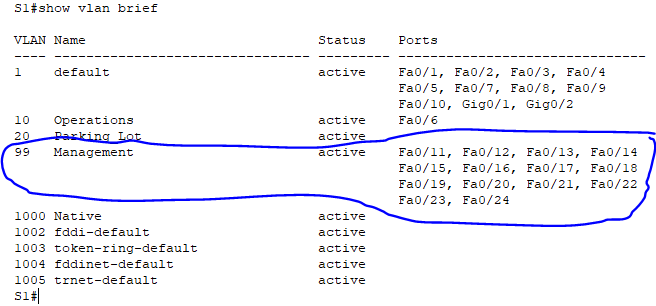 S1#show vlan brief
VLAN Name                             Status    Ports
---- -------------------------------- --------- -------------------------------
1    default                          active    Fa0/1, Fa0/2, Fa0/3, Fa0/4
                                                Fa0/5, Fa0/7, Fa0/8, Fa0/9
                                                Fa0/10, Gig0/1, Gig0/2
10   Operations                       active    Fa0/6
20   Parking Lot                      active
99   Management                       active    Fa0/11, Fa0/12, Fa0/13, Fa0/14
                                                Fa0/15, Fa0/16, Fa0/17, Fa0/18
                                                Fa0/19, Fa0/20, Fa0/21, Fa0/22
                                                Fa0/23, Fa0/24
1000 Native                           active
1002 fddi-default                     active
1003 token-ring-default               active
1004 fddinet-default                  active
1005 trnet-default                    active
S1#